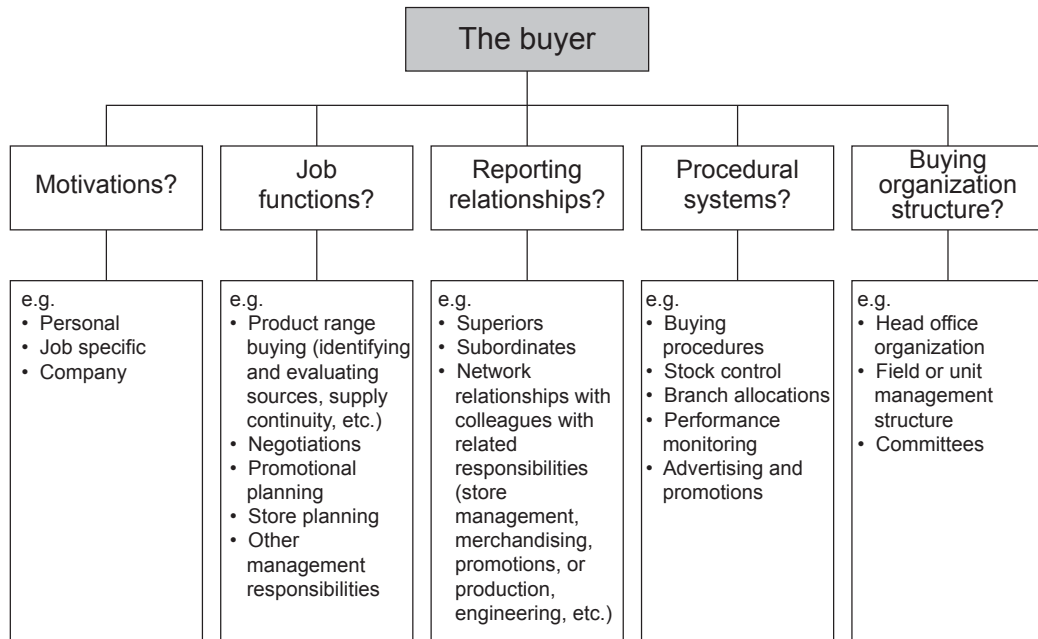 The buyer
Motivations?
Job
functions?
Reporting
relationships?
Procedural
systems?
Buying
organization
structure?
e.g.
• Personal
• Job specific
• Company
e.g.
• Product range
buying (identifying
and evaluating
sources, supply
continuity, etc.)
• Negotiations
• Promotional
planning
• Store planning
• Other
management
responsibilities
e.g.
• Superiors
• Subordinates
• Network
relationships with
colleagues with
related
responsibilities
(store
management,
merchandising,
promotions, or
production,
engineering, etc.)
e.g.
• Buying
procedures
• Stock control
• Branch allocations
• Performance
monitoring
• Advertising and
promotions
e.g.
• Head office
organization
• Field or unit
management
structure
• Committees